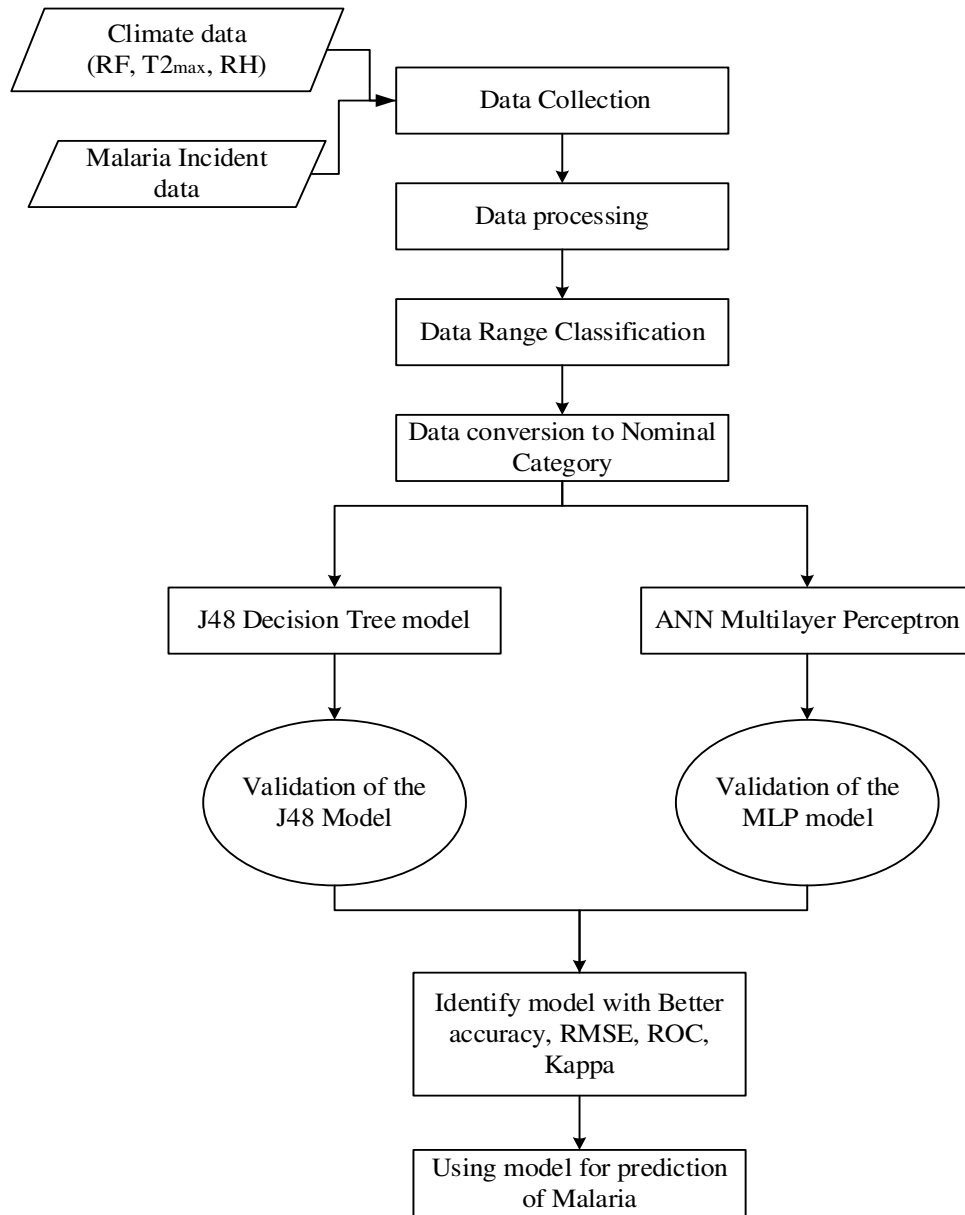 Climate data
(RF, T2max, RH)
Data Collection
Malaria Incident
data
Data processing
Data Range Classification
Data conversion to Nominal
Category
J48 Decision Tree model
ANN Multilayer Perceptron
Validation of the
J48 Model
Validation of the
MLP model
Identify model with Better
accuracy, RMSE, ROC,
Kappa
Using model for prediction
of Malaria